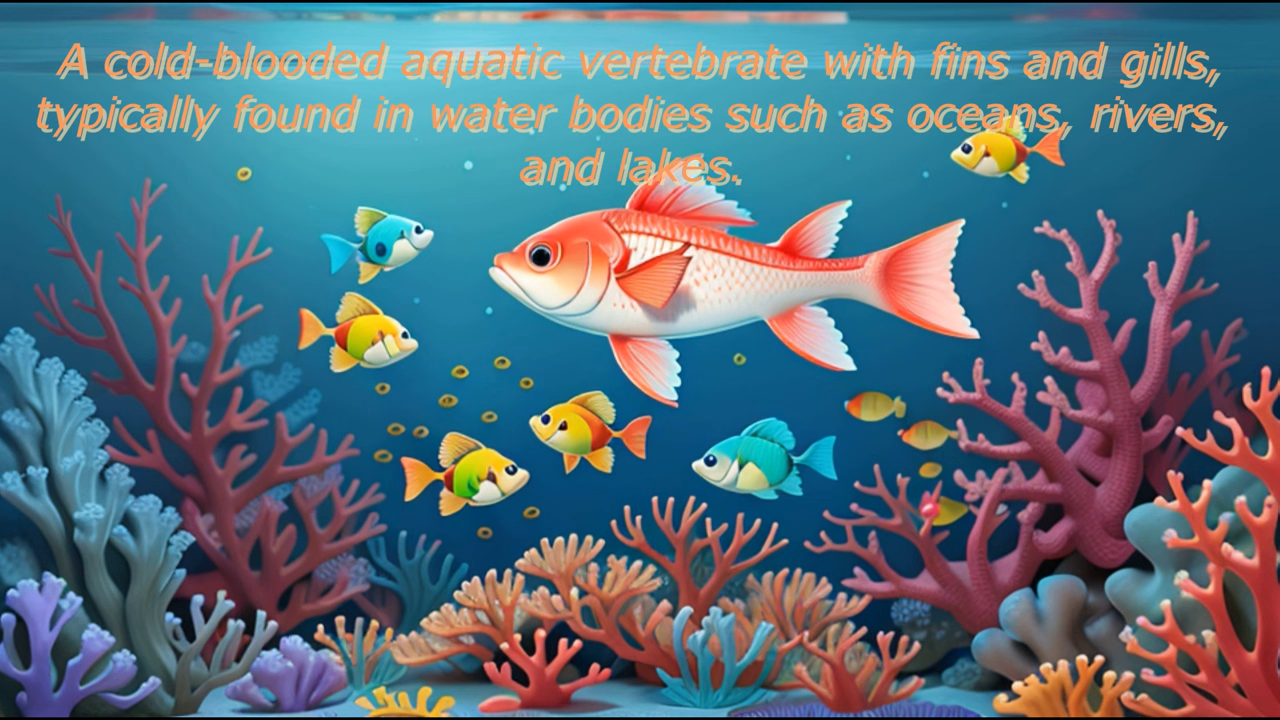 A cold-blooded aquatic vertebrate with fins and gills,
typically found in water bodies such as oceans, rivers,
and lakes.